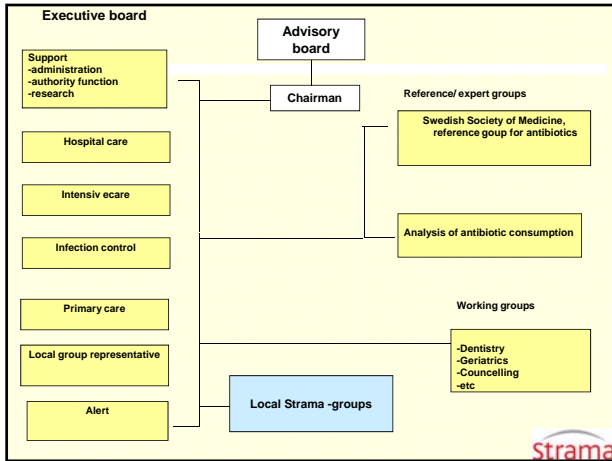 Executive board
Advisory
board
Support
-administration
-authority function
-research
Chairman
Reference/ expert groups
Swedish Society of Medicine,
reference goup for antibiotics
Hospital care
Intensiv ecare
Infection control
Analysis of antibiotic consumption
Primary care
Working groups
Local group representative
-Dentistry
-Geriatrics
-Councelling
-etc
Alert
Local Strama -groups
strama